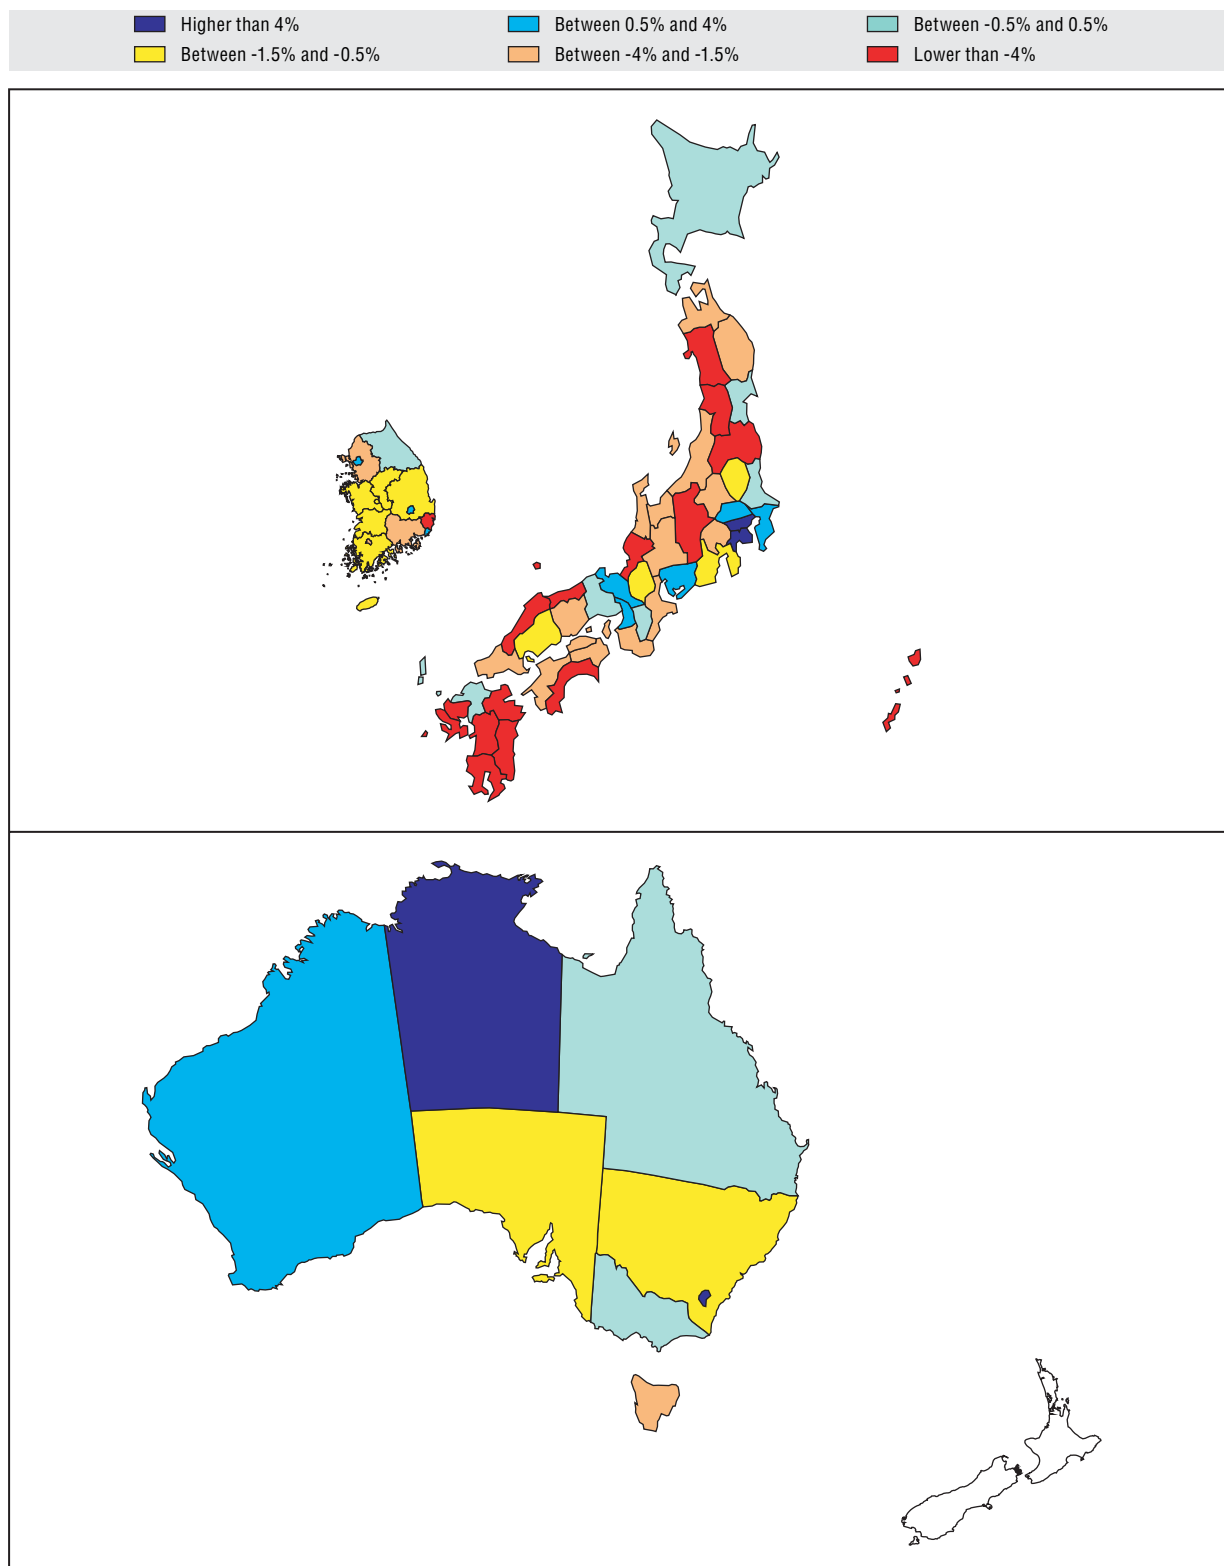 Higher than 4% Between 0.5% and 4% Between -0.5% and 0.5%
Between -1.5% and -0.5% Between -4% and -1.5% Lower than -4%